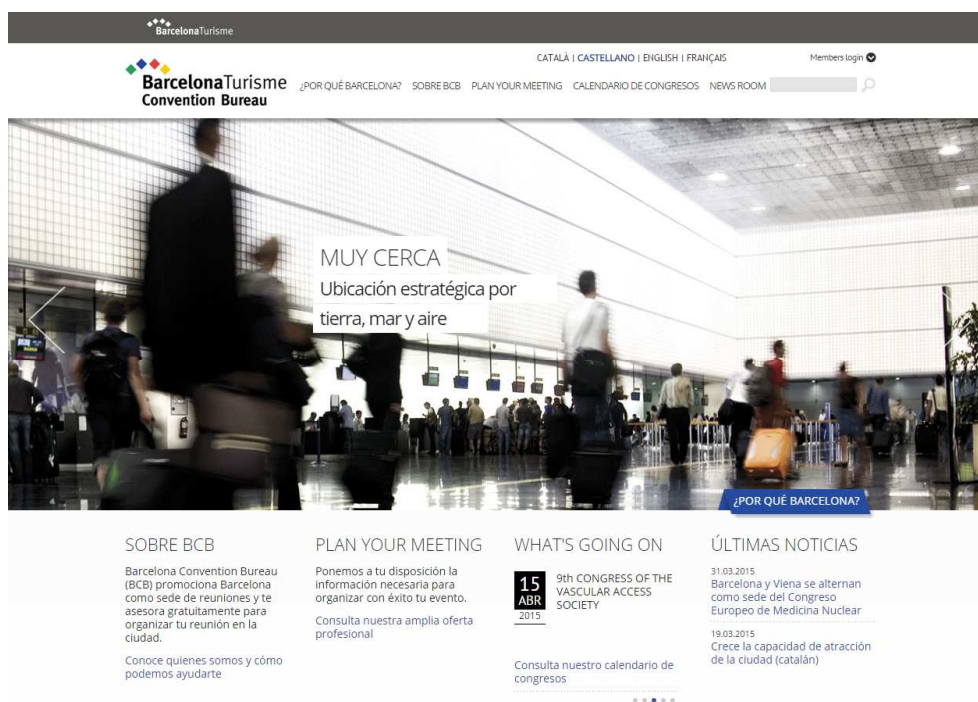 BarcelonaTurisme
CATALÀ | CASTELLANO | ENGLISH | FRANÇAIS
Members login
BarcelonaTurisme
Convention Bureau
¿POR QUÉ BARCELONA? SOBRE BCB PLAN YOUR MEETING CALENDARIO DE CONGRESOS NEWS ROOM
MUY CERCA
Ubicación estratégica por
tierra, mar y aire
¿POR QUÉ BARCELONA?
SOBRE BCB
Barcelona Convention Bureau
(BCB) promociona Barcelona
como sede de reuniones y te
asesora gratuitamente para
organizar tu reunión en la
ciudad.
Conoce quienes somos y cómo
podemos ayudarte
PLAN YOUR MEETING
Ponemos a tu disposición la
información necesaria para
organizar con éxito tu evento.
Consulta nuestra amplia oferta
profesional
WHAT'S GOING ON
15
ABR
2015
9th CONGRESS OF THE
VASCULAR ACCESS
SOCIETY
Consulta nuestro calendario de
congresos
ÚLTIMAS NOTICIAS
31.03.2015
Barcelona y Viena se alternan
como sede del Congreso
Europeo de Medicina Nuclear
19.03.2015
Crece la capacidad de atracción
de la ciudad (catalán)